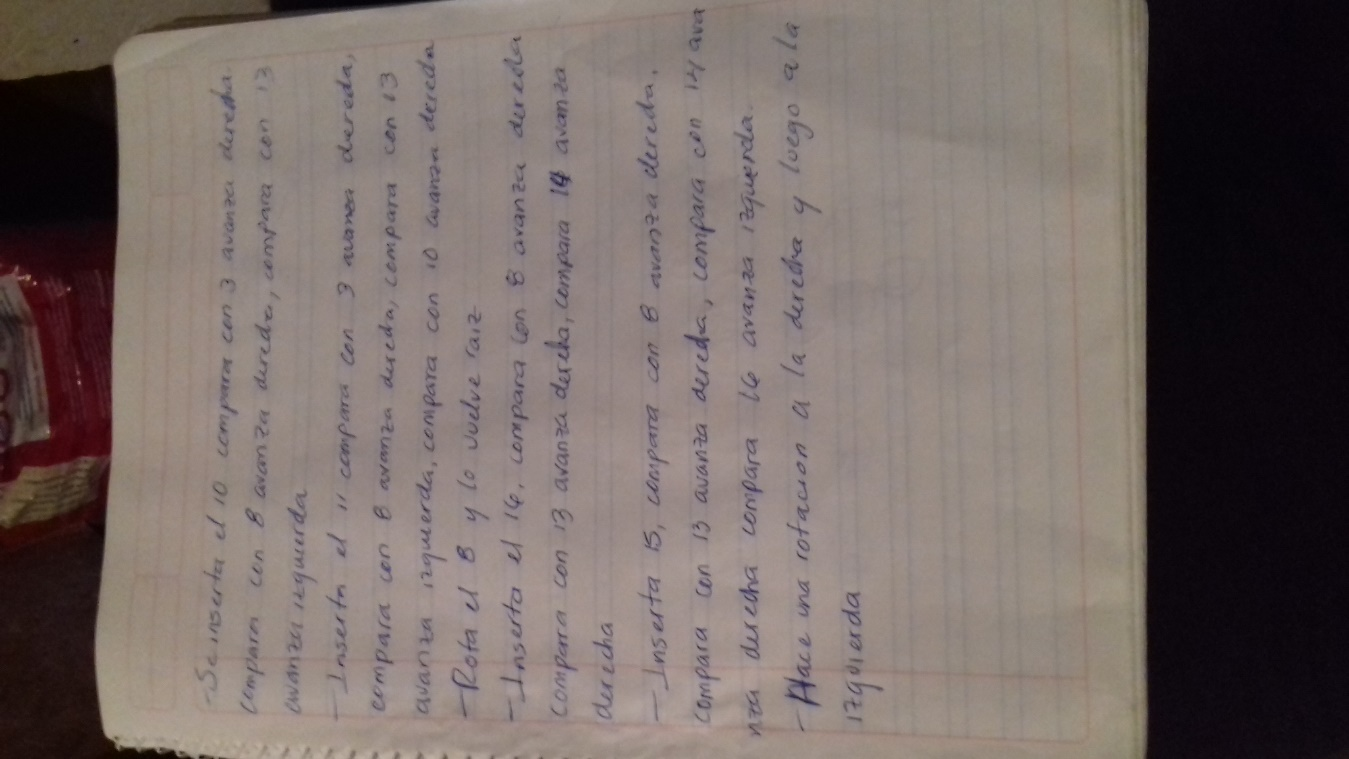 - Se inserta el 10 compara con 3 avanza derecha.
compara con 8 avanza derecha, compara con 13
avanza izquierda
- Inserta el 11 compara con 3 avanza derecha,
compara con 8 avanza derecha, compara con 13
avanza izquierda, compara con 10 avanza derecha
- Rota el 8 y lo vuelve raiz
- Inserta el 16, compara con 8 avanza derecha
compara con 13 avanza derecha, compara 14 avanza
derecha
- Inserta 15, compara con 8 avanza derecha,
compara con 13 avanza derecha, compara con 14 ava
nza derecha compara 16 avanza izquierda.
- Hace una rotacion a la derecha y luego a la
izquierda